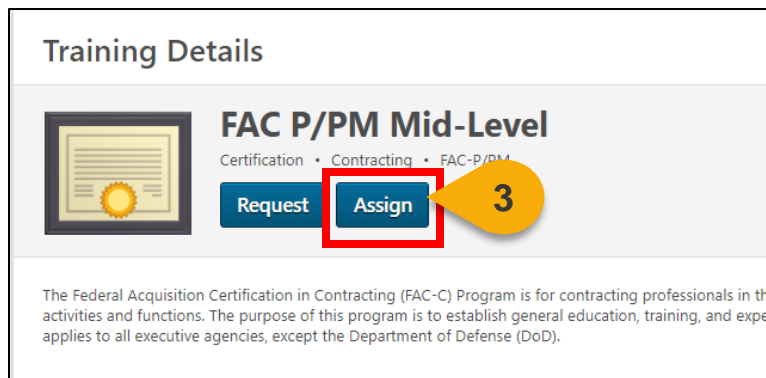 Training Details
FAC P/PM Mid-Level
Certification • Contracting • FAC-P/PM
Request Assign 3
The Federal Acquisition Certification in Contracting (FAC-C) Program is for contracting professionals in th
activities and functions. The purpose of this program is to establish general education, training, and expe
applies to all executive agencies, except the Department of Defense (DoD).